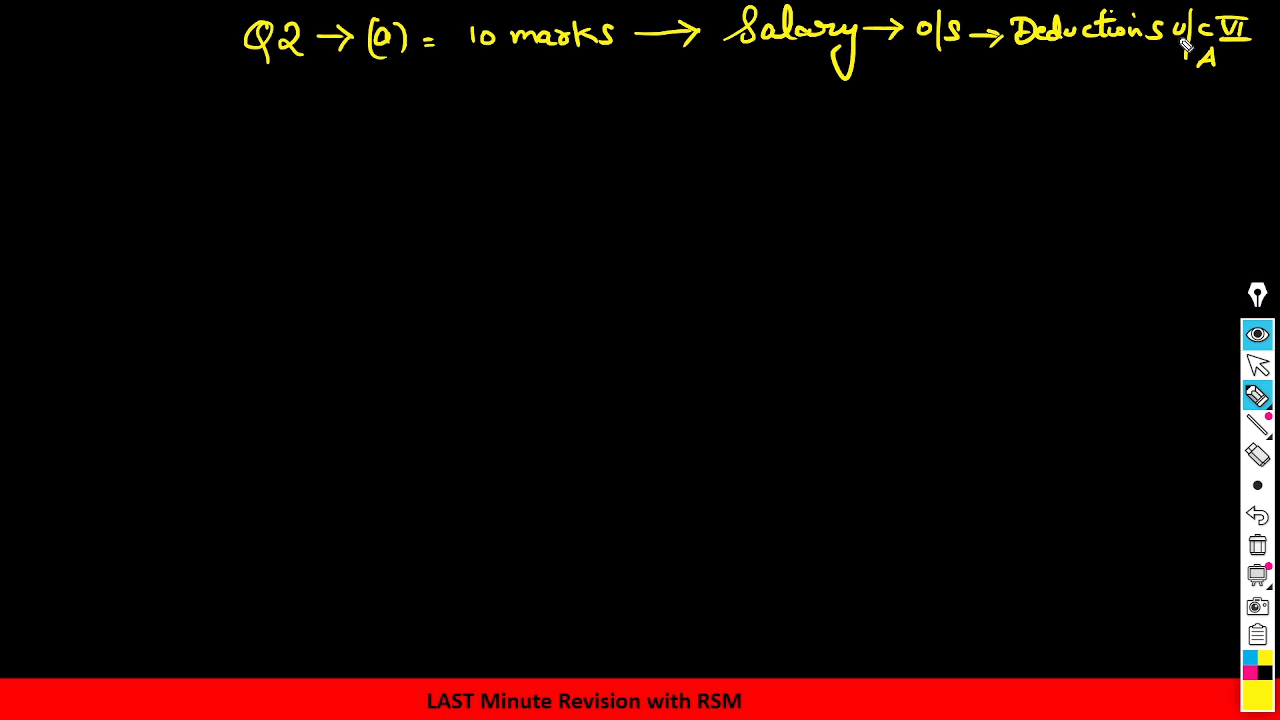 Q2 → (a) = 10 marks → Salary → O/S → Deductions u/c VI
A
LAST Minute Revision with RSM